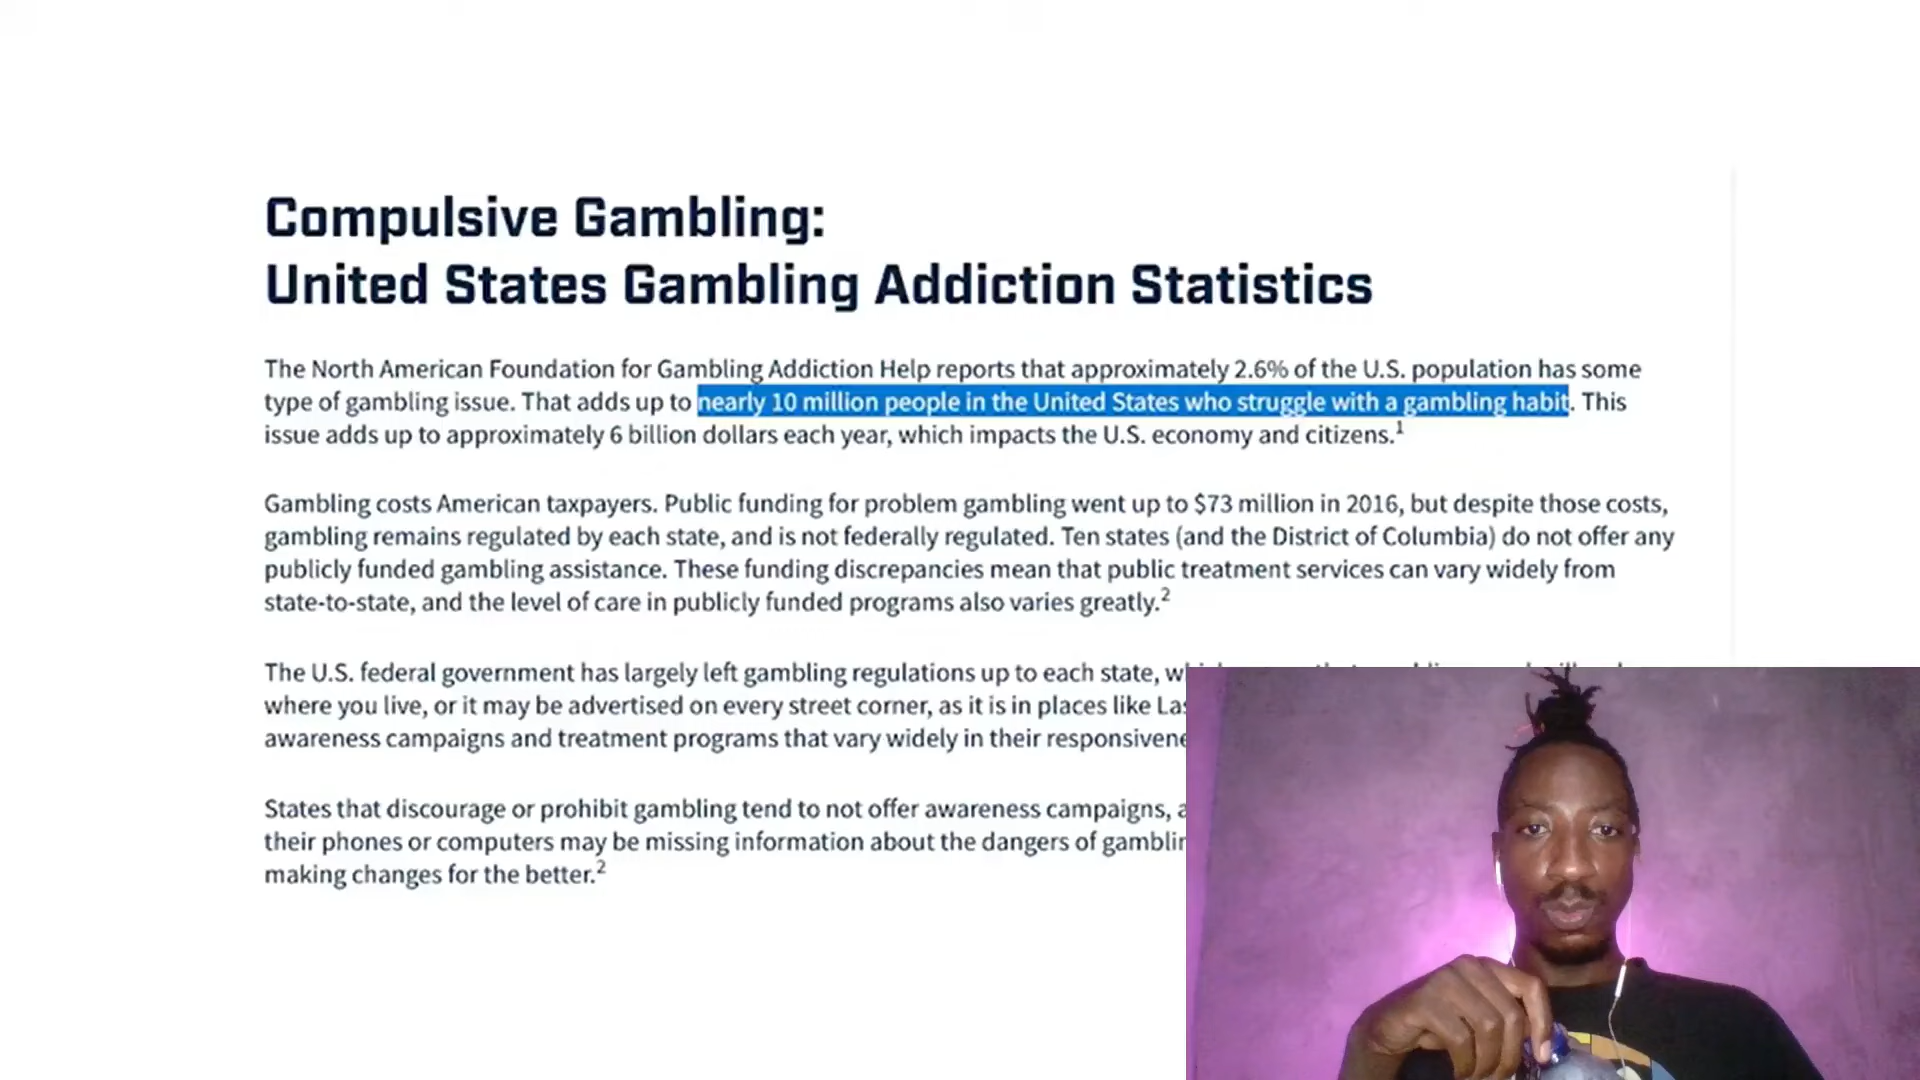 Compulsive Gambling:
United States Gambling Addiction Statistics
The North American Foundation for Gambling Addiction Help reports that approximately 2.6% of the U.S. population has some
type of gambling issue. That adds up to nearly 10 million people in the United States who struggle with a gambling habit. This
issue adds up to approximately 6 billion dollars each year, which impacts the U.S. economy and citizens.1
Gambling costs American taxpayers. Public funding for problem gambling went up to $73 million in 2016, but despite those costs,
gambling remains regulated by each state, and is not federally regulated. Ten states (and the District of Columbia) do not offer any
publicly funded gambling assistance. These funding discrepancies mean that public treatment services can vary widely from
state-to-state, and the level of care in publicly funded programs also varies greatly.2
The U.S. federal government has largely left gambling regulations up to each state,
where you live, or it may be advertised on every street corner, as it is in places like
awareness campaigns and treatment programs that vary widely in their
States that discourage or prohibit gambling tend to not offer awareness campaigns,
their phones or computers may be missing information about the dangers of
making changes for the better.2